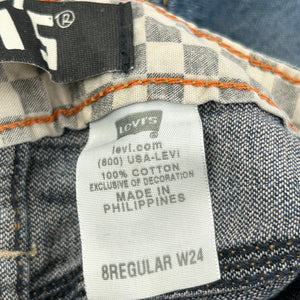 Levi's®
levi.com
(800) USA-LEVI
100% COTTON
EXCLUSIVE OF DECORATION
MADE IN
PHILIPPINES
8REGULAR W24